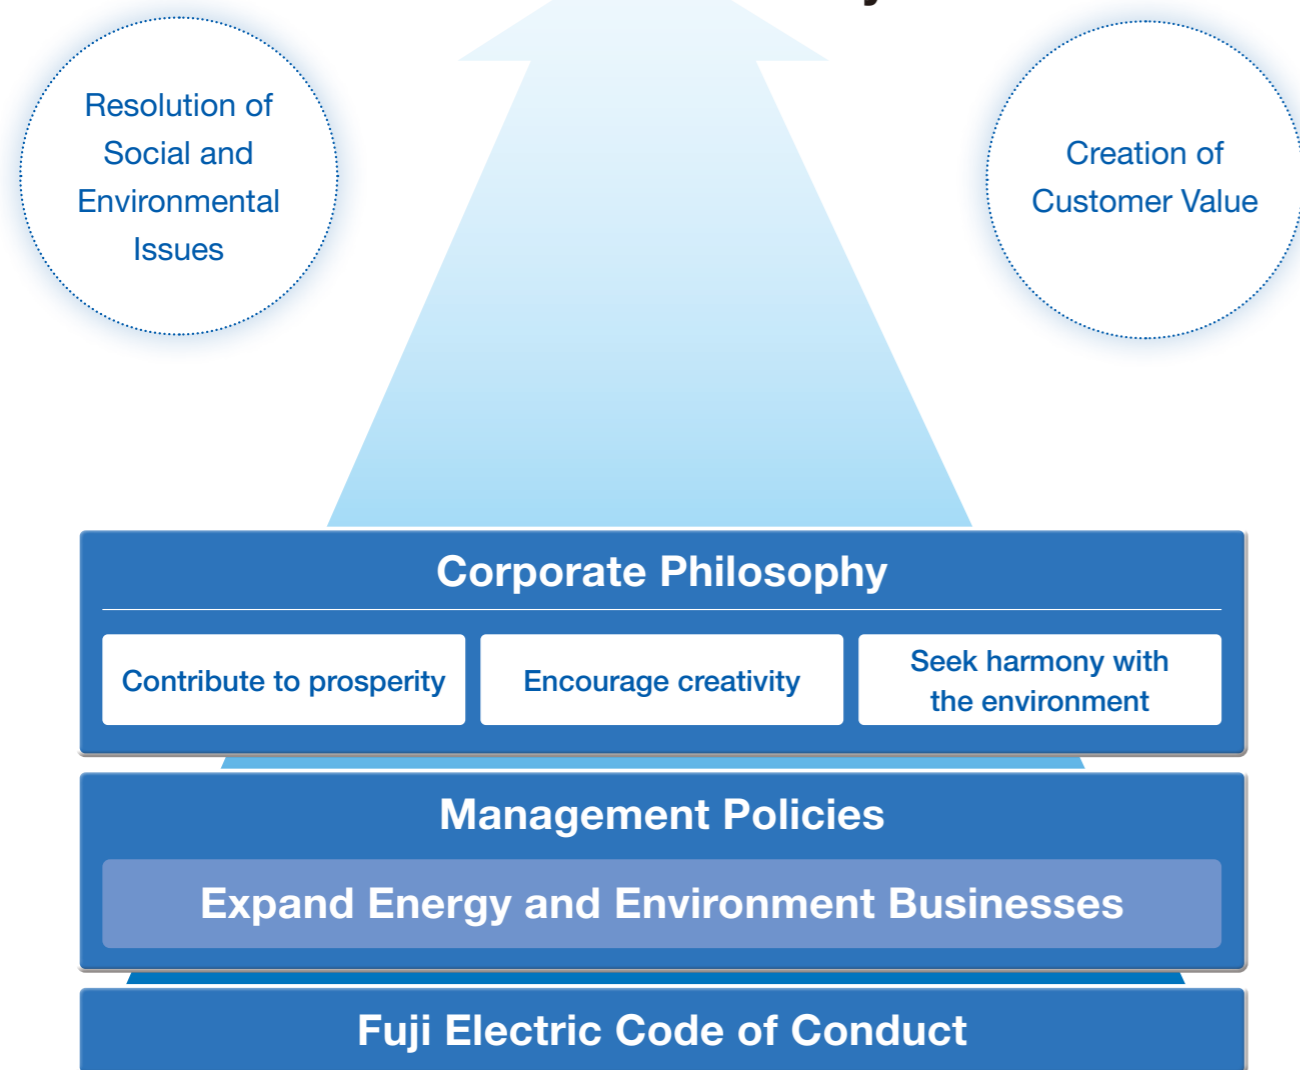 Resolution of
Social and
Environmental
Issues
Creation of
Customer Value
Corporate Philosophy
Contribute to prosperity
Encourage creativity
Seek harmony with
the environment
Management Policies
Expand Energy and Environment Businesses
Fuji Electric Code of Conduct